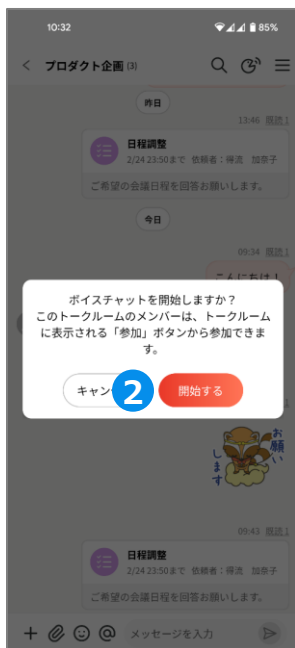 10:32
85%
プロダクト企画 (3)
昨日
13:46 既読1
日程調整
2/24 23:50まで 依頼者：得流 加奈子
ご希望の会議日程を回答お願いします。
今日
09:34 既読1
こんにちは！
ボイスチャットを開始しますか？
このトークルームのメンバーは、トークルーム
に表示される「参加」ボタンから参加できま
す。
キャン
2
開始する
お願い
します
09:43 既読1
日程調整
2/24 23:50まで 依頼者：得流 加奈子
ご希望の会議日程を回答お願いします。
メッセージを入力